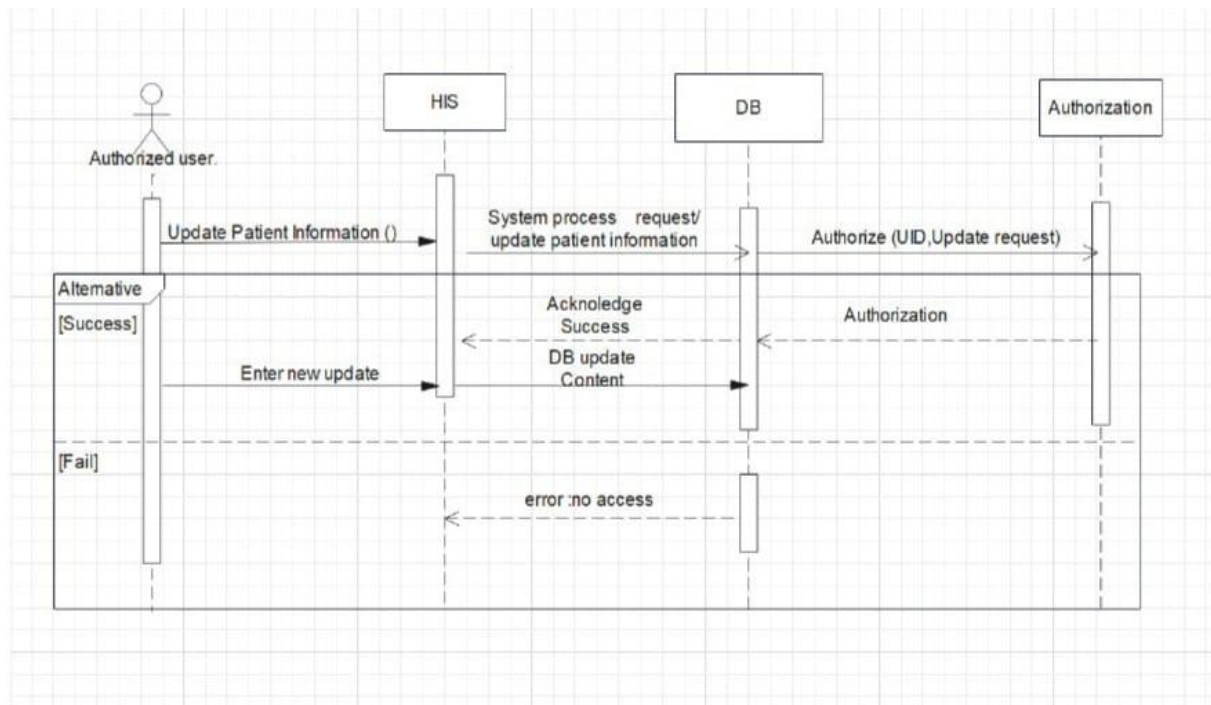 HIS
DB
Authorization
Authorized user.
Update Patient Information ()
System process request/
update patient information
Authorize (UID,Update request)
Alternative
[Success]
Acknoledge
Success
Authorization
Enter new update
DB update
Content
[Fail]
error :no access